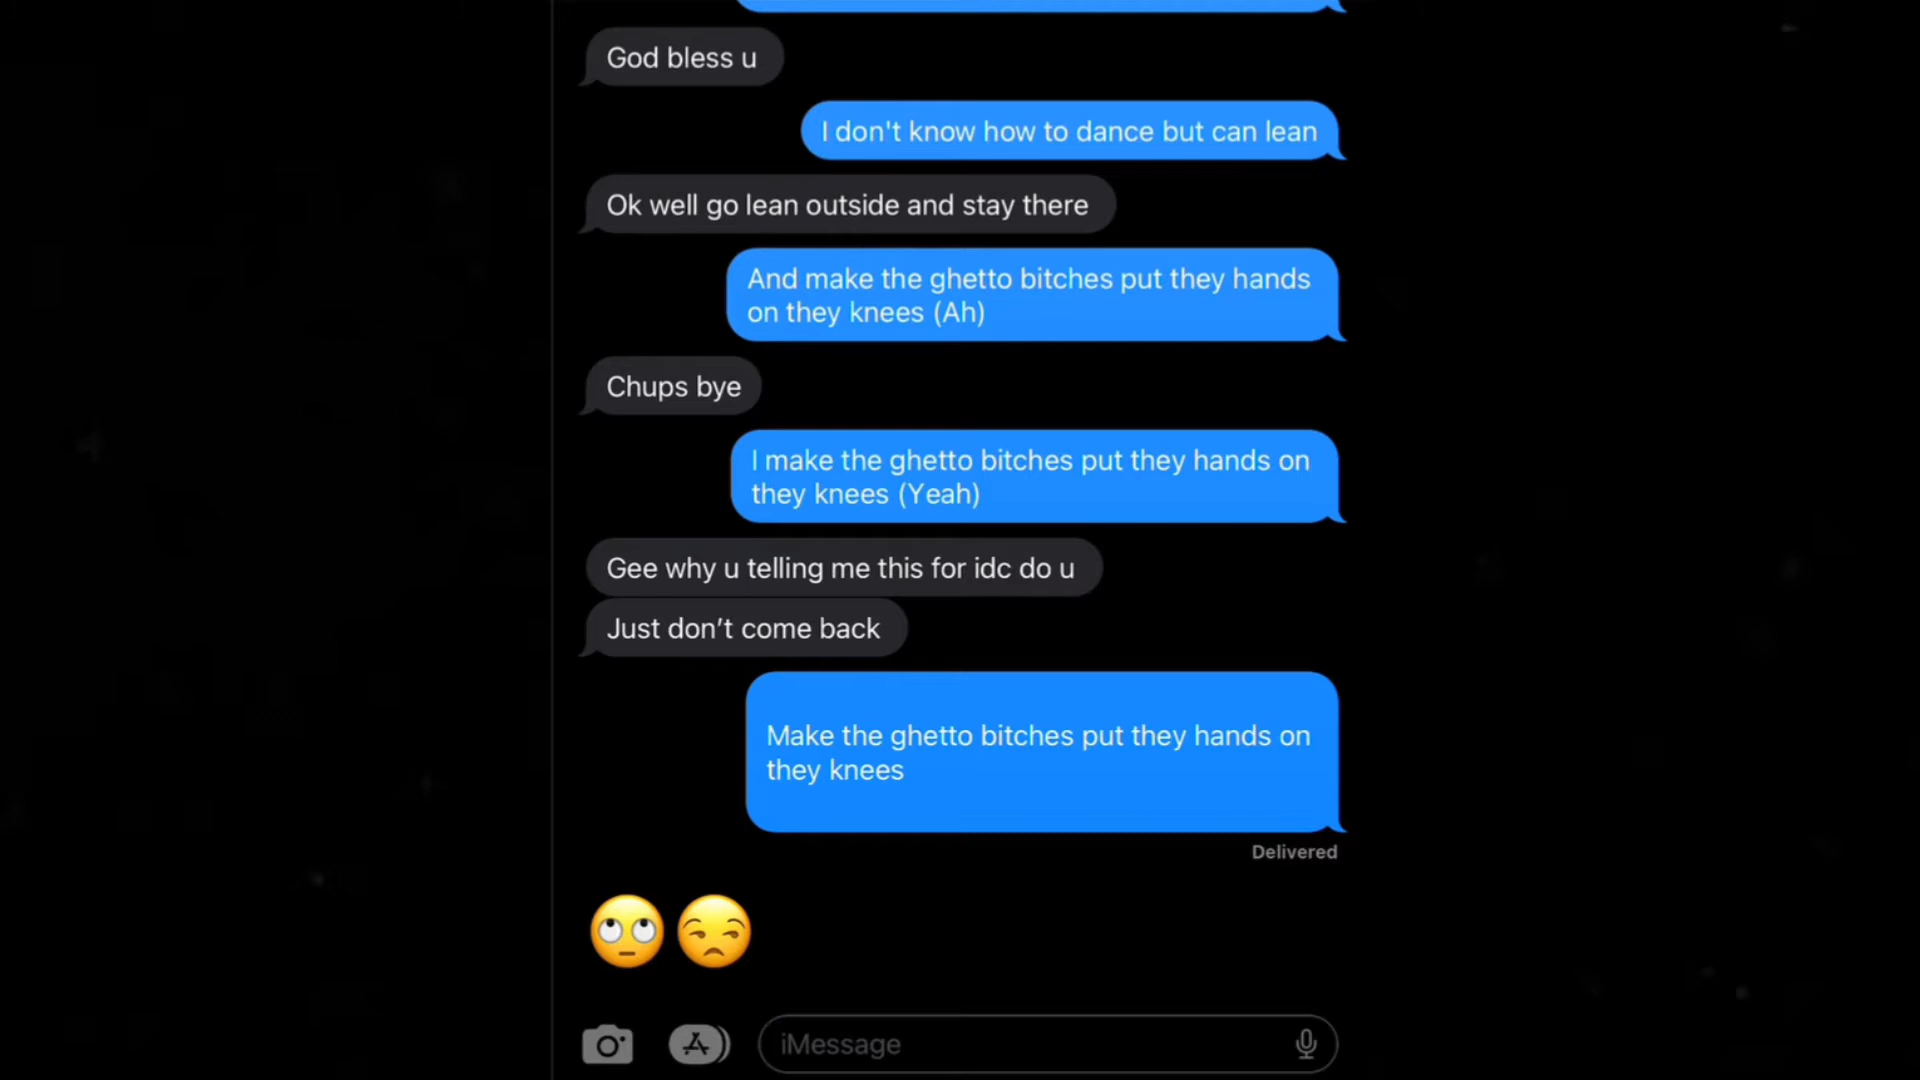 God bless u
I don't know how to dance but can lean
Ok well go lean outside and stay there
And make the ghetto bitches put they hands
on they knees (Ah)
Chups bye
I make the ghetto bitches put they hands on
they knees (Yeah)
Gee why u telling me this for idc do u
Just don’t come back
Make the ghetto bitches put they hands on
they knees
Delivered
iMessage